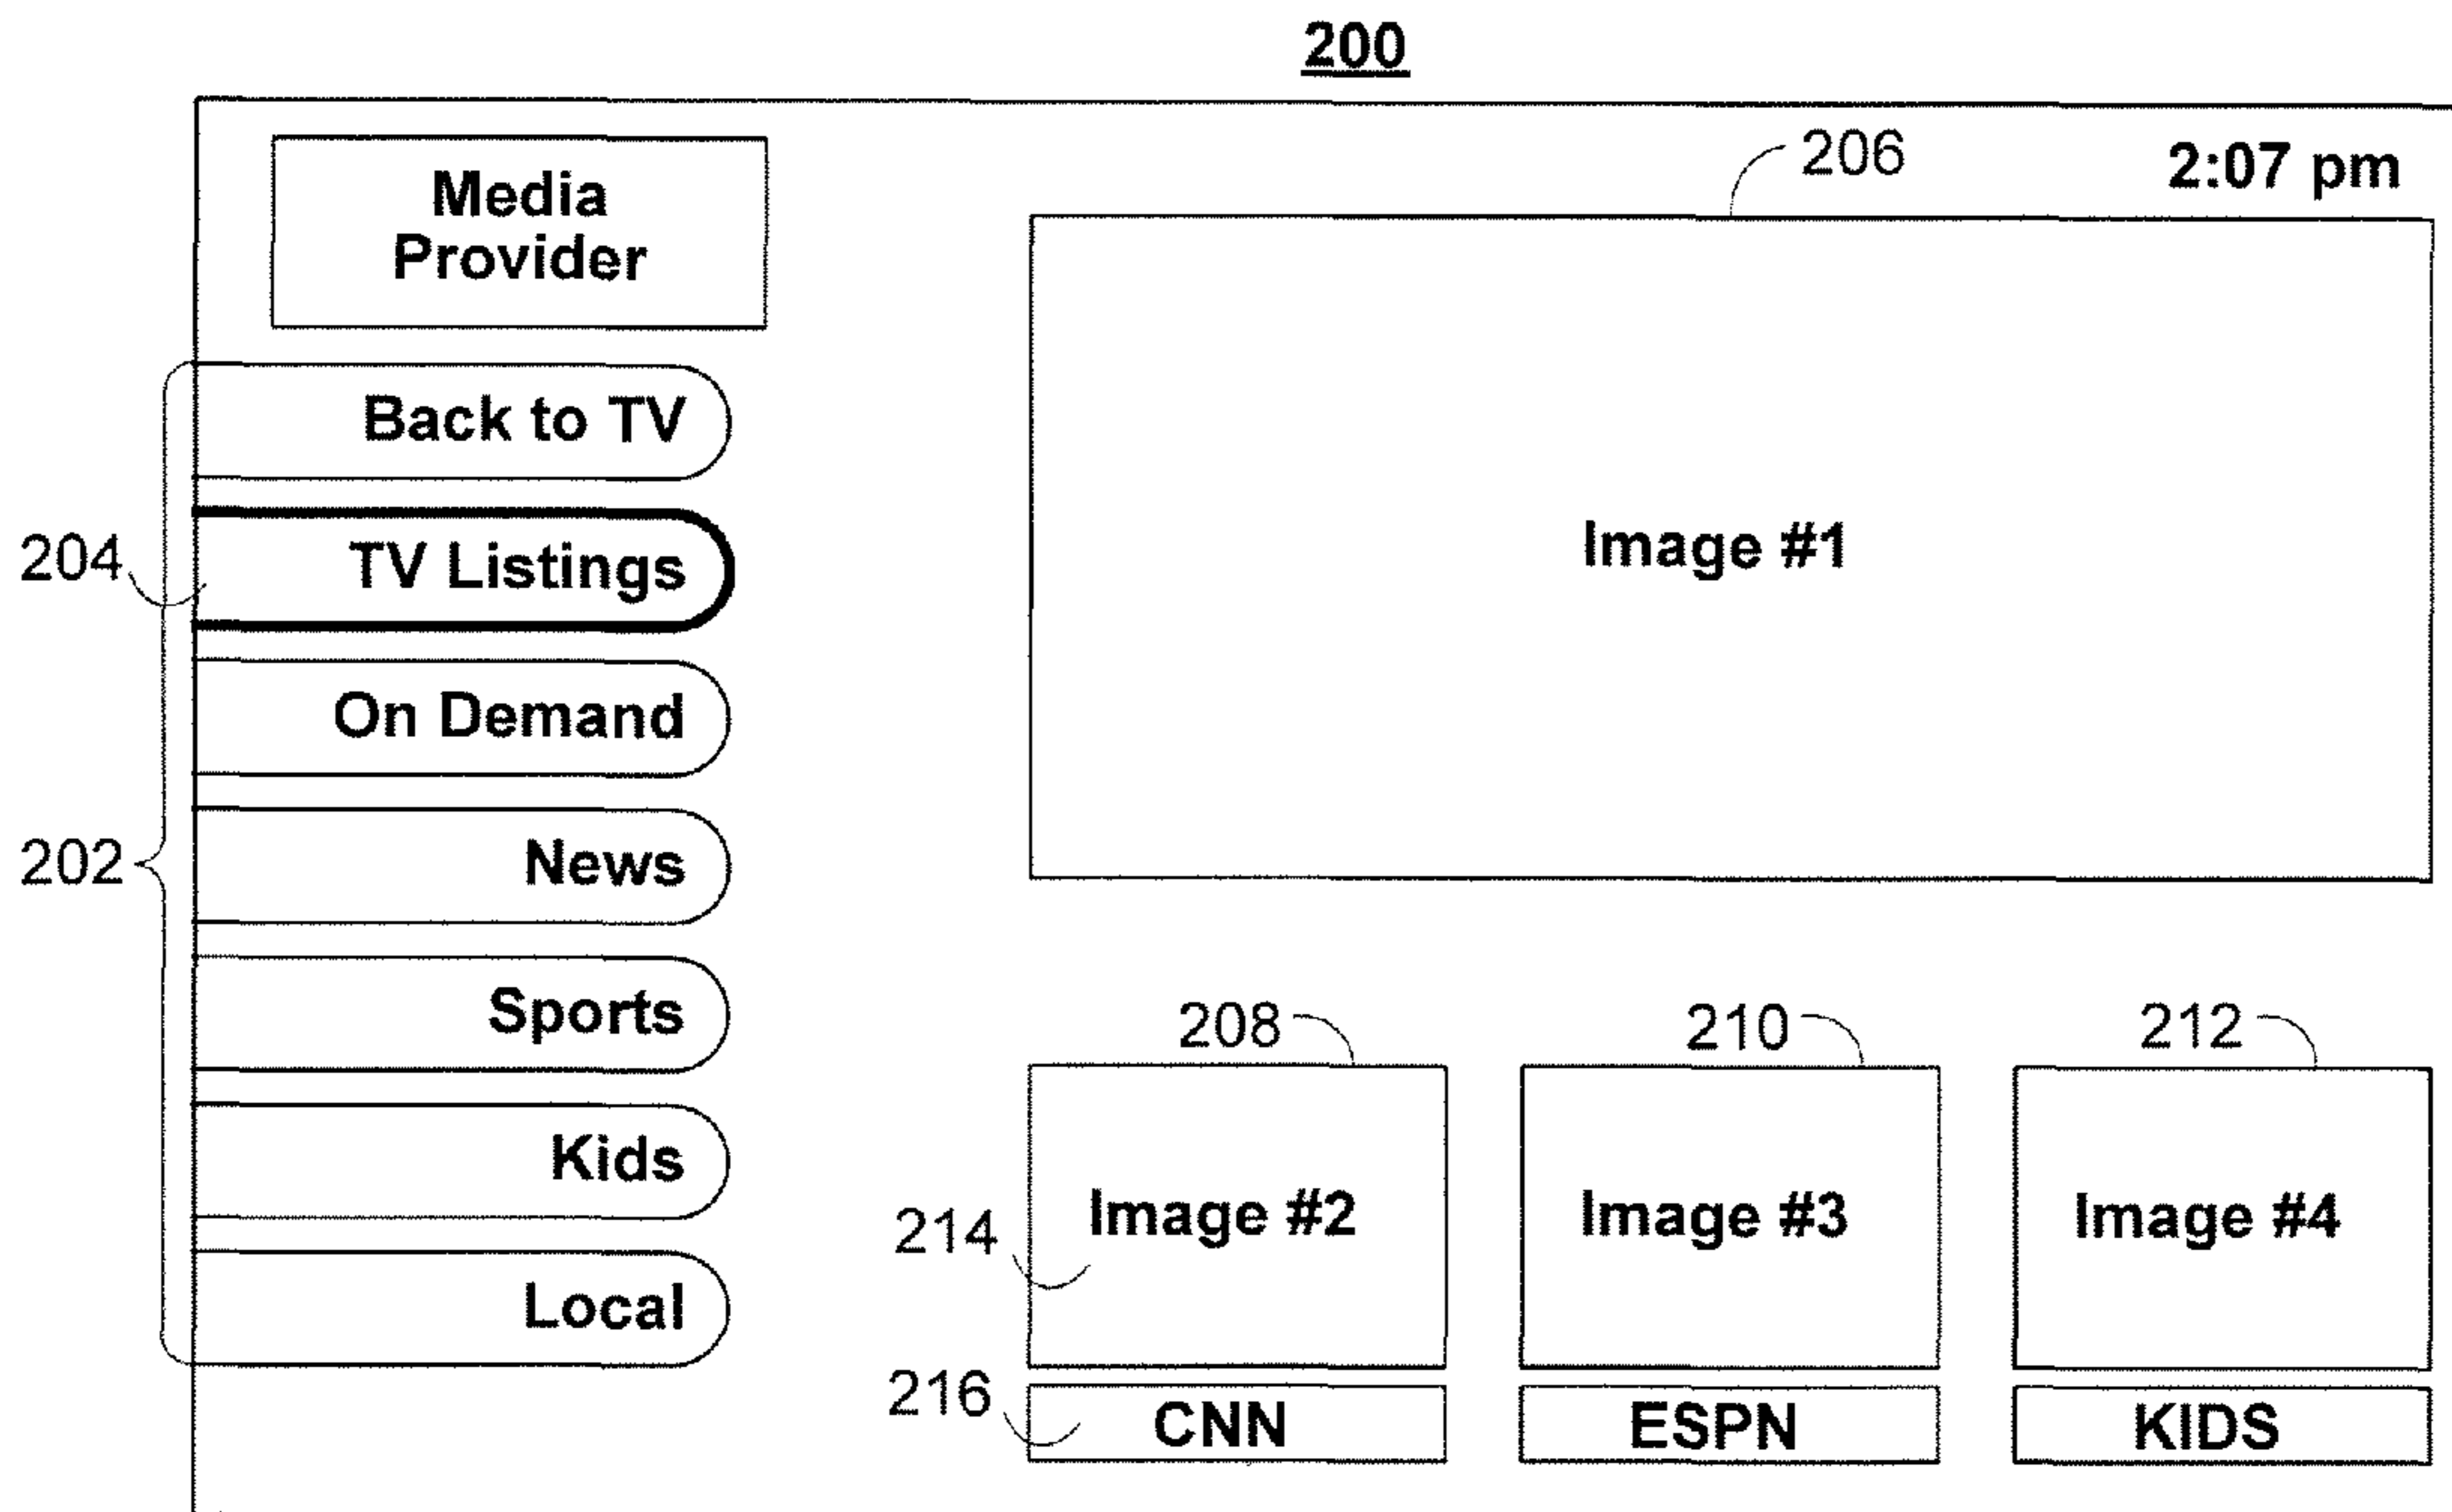 200
Media
Provider
206
2:07 pm
Back to TV
204
TV Listings
Image #1
On Demand
202
News
Sports
208
210
212
Kids
214
Image #2
Image #3
Image #4
Local
216
CNN
ESPN
KIDS